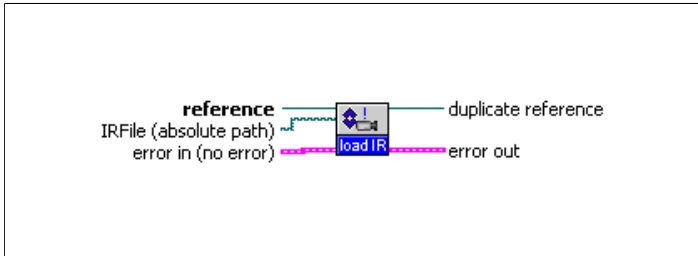 reference
duplicate reference
IRFile (absolute path)
load IR
error in (no error)
error out